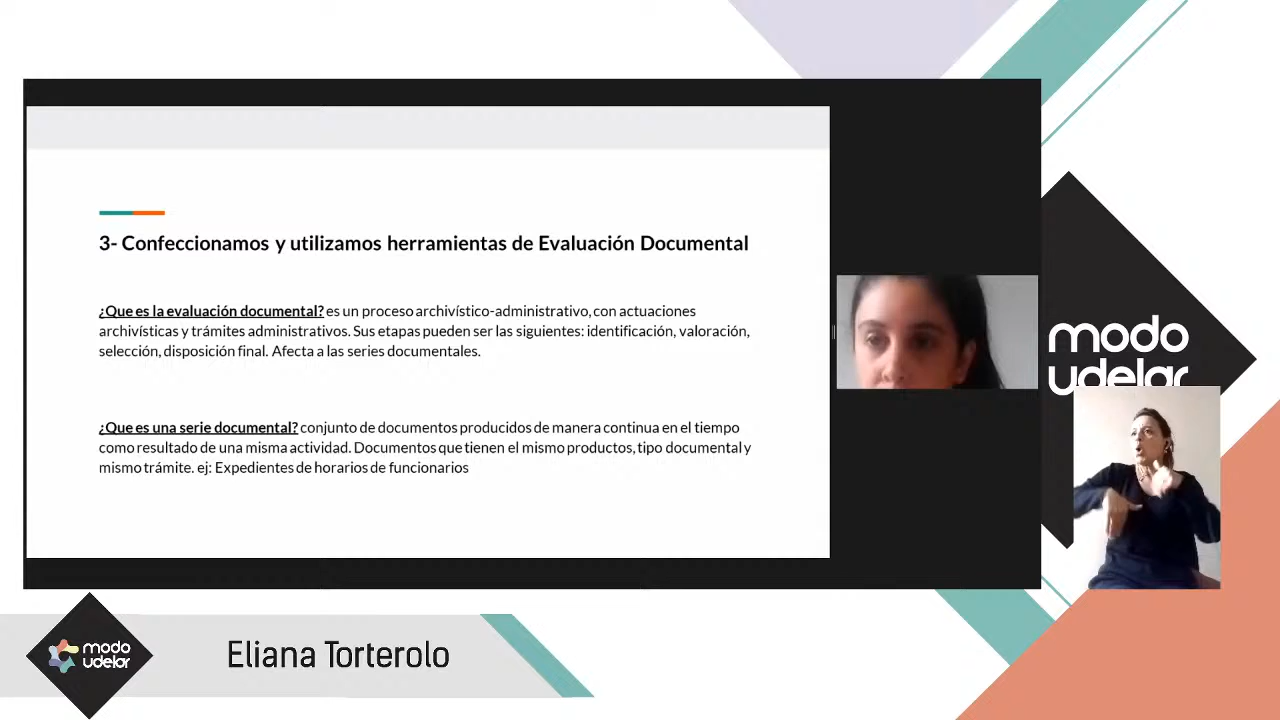 3- Confeccionamos y utilizamos herramientas de Evaluación Documental
¿Que es la evaluación documental? es un proceso archivístico-administrativo, con actuaciones
archivísticas y trámites administrativos. Sus etapas pueden ser las siguientes: identificación, valoración,
selección, disposición final. Afecta a las series documentales.
¿Que es una serie documental? conjunto de documentos producidos de manera continua en el tiempo
como resultado de una misma actividad. Documentos que tienen el mismo productos, tipo documental y
mismo trámite. ej: Expedientes de horarios de funcionarios
modo
udelar
modo
udelar
Eliana Torterolo